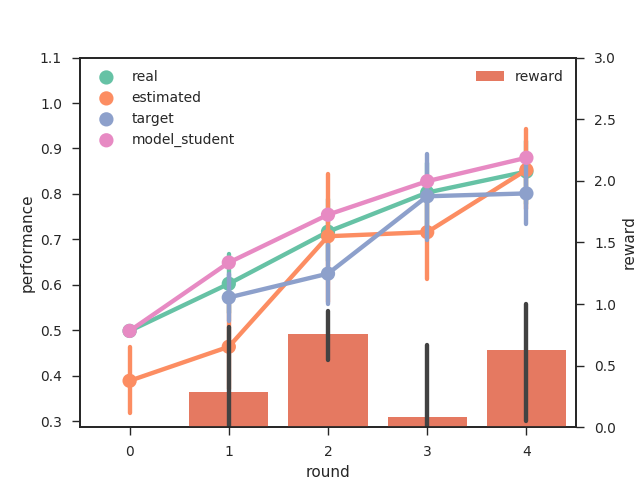 1.1
1.0
0.9
0.8
0.7
0.6
0.5
0.4
0.3
performance
real
estimated
target
model_student
reward
3.0
2.5
2.0
1.5
1.0
0.5
0.0
reward
0 1 2 3 4
round